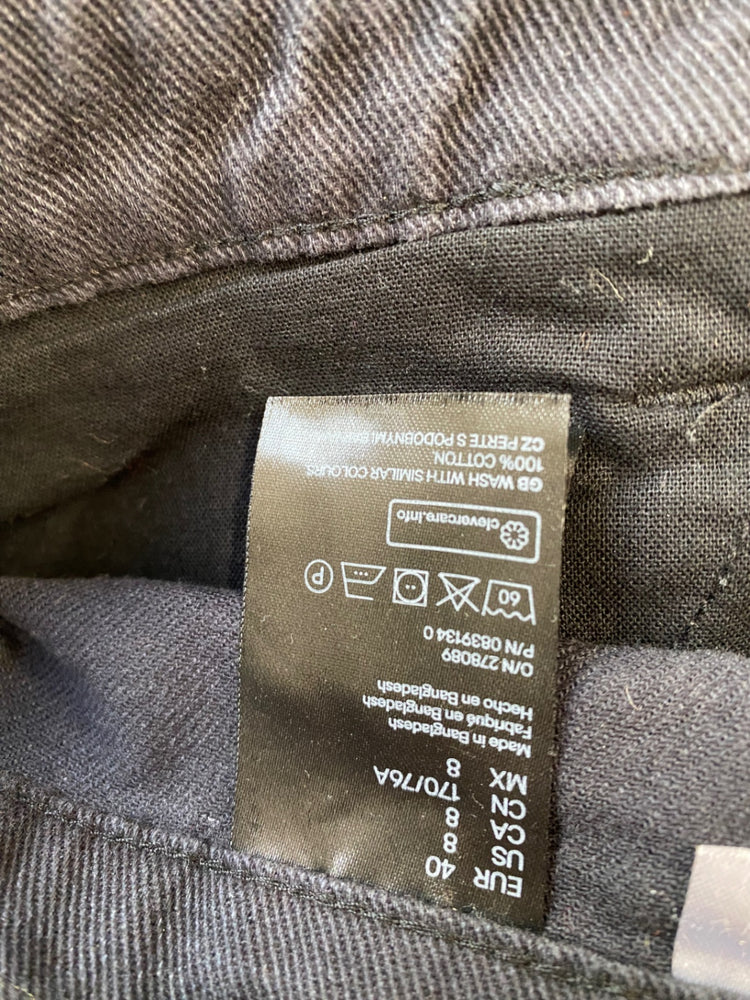 EUR 40
US 8
CA 8
CN 170/76A
MX 8
Made in Bangladesh
Fabriqué en Bangladesh
Hecho en Bangladesh
O/N 278089
P/N 0839134 0
60
P
clevercare.info
GB WASH WITH SIMILAR COLOURS
100% COTTON.
CZ PERTE S PODOBNÝMI